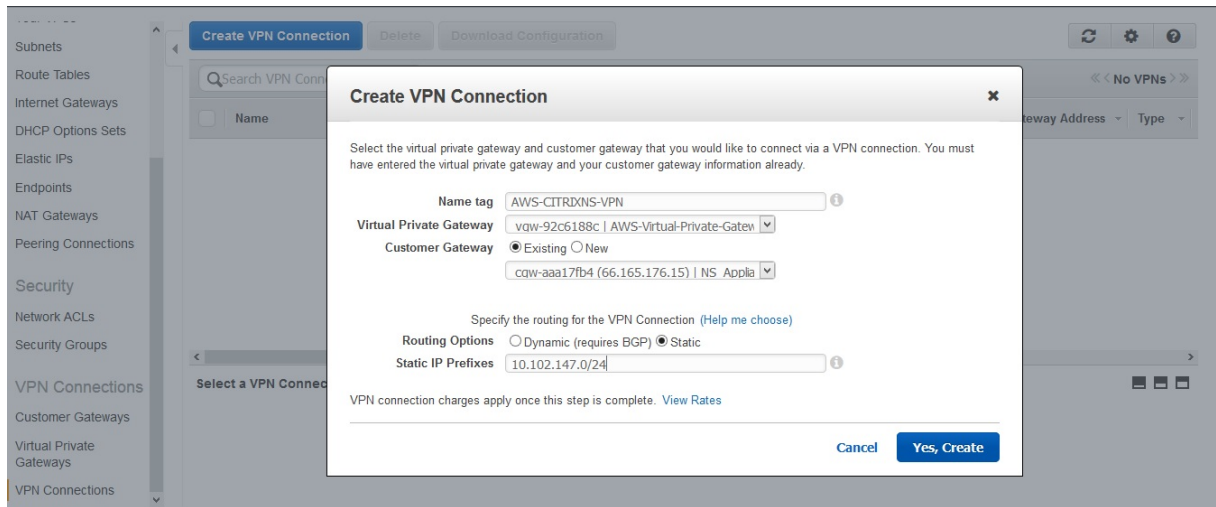 Subnets
Route Tables
Internet Gateways
DHCP Options Sets
Elastic IPs
Endpoints
NAT Gateways
Peering Connections
Security
Network ACLs
Security Groups
VPN Connections
Customer Gateways
Virtual Private
Gateways
VPN Connections
Create VPN Connection Delete Download Configuration
Search VPN Conn
No VPNs
Name
teway Address Type
Select a VPN Connec
Create VPN Connection
Select the virtual private gateway and customer gateway that you would like to connect via a VPN connection. You must
have entered the virtual private gateway and your customer gateway information already.
Name tag AWS-CITRIXNS-VPN
Virtual Private Gateway vgw-92c6188c | AWS-Virtual-Private-Gatew
Customer Gateway Existing New
cgw-aaa17fb4 (66.165.176.15) | NS_Applia
Specify the routing for the VPN Connection (Help me choose)
Routing Options Dynamic (requires BGP) Static
Static IP Prefixes 10.102.147.0/24
VPN connection charges apply once this step is complete. View Rates
Cancel Yes, Create